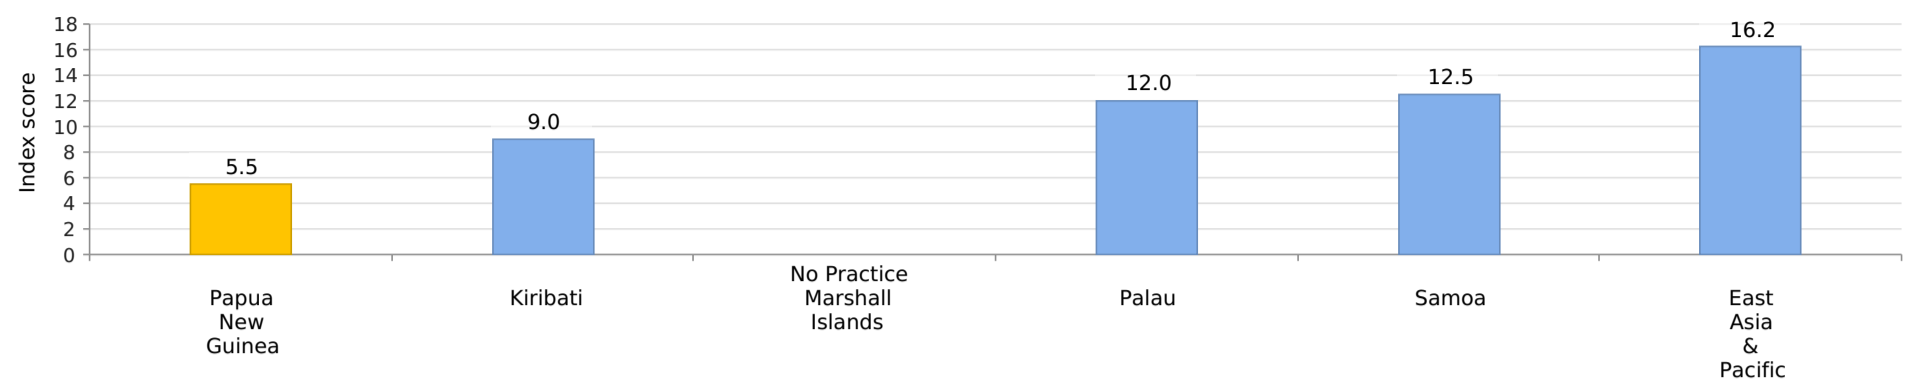 Index score
18
16
14
12
10
8
6
4
2
0
5.5
9.0
12.0
12.5
16.2
Papua
New
Guinea
Kiribati
No Practice
Marshall
Islands
Palau
Samoa
East
Asia
&
Pacific